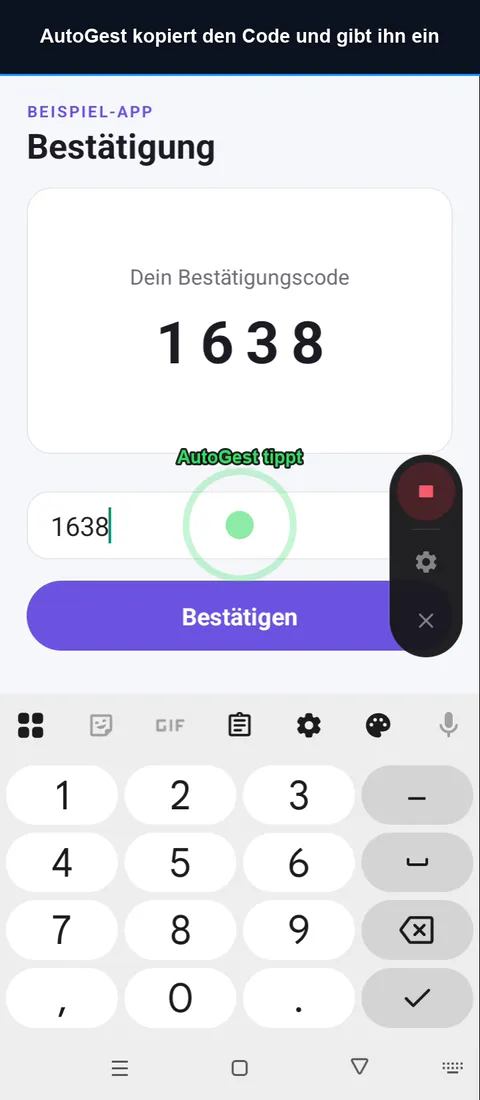 AutoGest kopiert den Code und gibt ihn ein
BEISPIEL-APP
Bestätigung
Dein Bestätigungscode
1638
AutoGest tippt
1638
Bestätigen
GIF
1 2 3 –
4 5 6
7 8 9
, 0 .